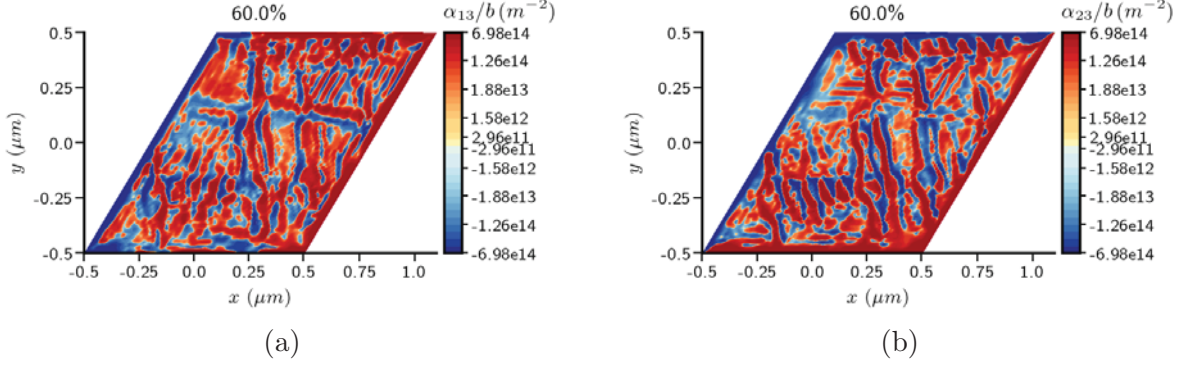 60.0%
α₁₃/b (m⁻²)
0.5
0.25
0.0
-0.25
-0.5
y (μm)
-0.5 -0.25 0.0 0.25 0.5 0.75 1.0
x (μm)
6.98e14
1.26e14
1.88e13
1.58e12
2.96e11
-2.96e11
-1.58e12
-1.88e13
-1.26e14
-6.98e14
(a)
60.0%
α₂₃/b (m⁻²)
0.5
0.25
0.0
-0.25
-0.5
y (μm)
-0.5 -0.25 0.0 0.25 0.5 0.75 1.0
x (μm)
6.98e14
1.26e14
1.88e13
1.58e12
2.96e11
-2.96e11
-1.58e12
-1.88e13
-1.26e14
-6.98e14
(b)